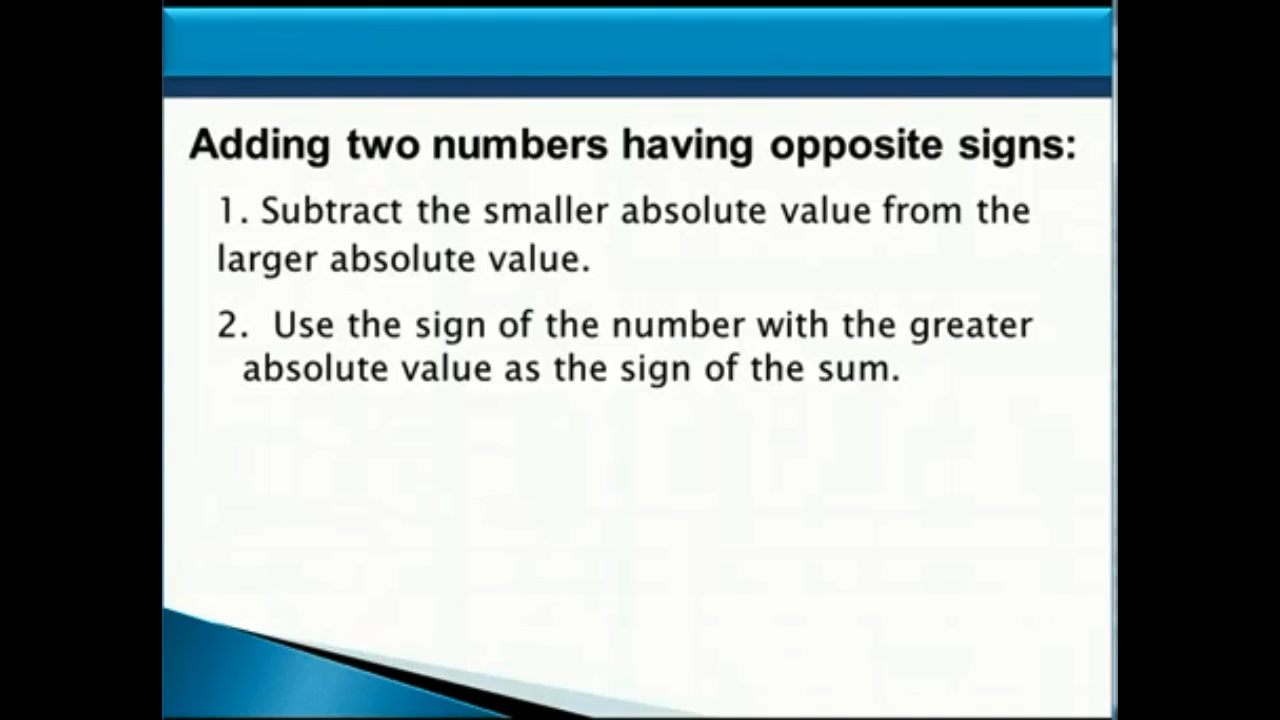 Adding two numbers having opposite signs:
1. Subtract the smaller absolute value from the
larger absolute value.
2. Use the sign of the number with the greater
absolute value as the sign of the sum.